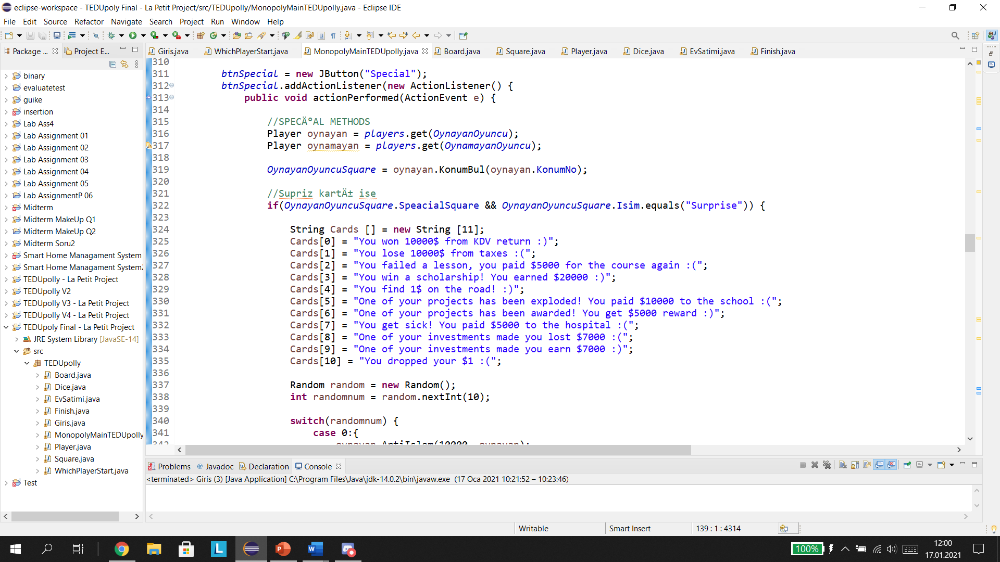 eclipse-workspace - TEDUpoly Final - La Petit Project/src/TEDUpolly/MonopolyMainTEDUpolly.java - Eclipse IDE
File Edit Source Refactor Navigate Search Project Run Window Help
Package ... Project E...
Giris.java WhichPlayerStart.java MonopolyMainTEDUpolly.java Board.java Square.java Player.java Dice.java EvSatimi.java Finish.java
binary
evaluatetest
guike
insertion
Lab Ass4
Lab Assignment 01
Lab Assignment 02
Lab Assignment 03
Lab Assignment 04
Lab Assignment 05
Lab AssignmentP 06
Midterm
Midterm MakeUp Q1
Midterm MakeUp Q2
Midterm Soru2
Smart Home Managament System
Smart Home Managament System
TEDUpolly - La Petit Project
TEDUpolly V2
TEDUpolly V3 - La Petit Project
TEDUpolly V4 - La Petit Project
TEDUpoly Final - La Petit Project
JRE System Library [JavaSE-14]
src
TEDUpolly
Board.java
Dice.java
EvSatimi.java
Finish.java
Giris.java
MonopolyMainTEDUpolly
Player.java
Square.java
WhichPlayerStart.java
Test
310
311 btnSpecial = new JButton("Special");
312 btnSpecial.addActionListener(new ActionListener() {
313 public void actionPerformed(ActionEvent e) {
314
315 //SPECÄ°AL METHODS
316 Player oynayan = players.get(OynayanOyuncu);
317 Player oynamayan = players.get(OynamayanOyuncu);
318
319 OynayanOyuncuSquare = oynayan.KonumBul(oynayan.KonumNo);
320
321 //Supriz kartÄ± ise
322 if(OynayanOyuncuSquare.SpeacialSquare && OynayanOyuncuSquare.Isim.equals("Surprise")) {
323
324 String Cards [] = new String [11];
325 Cards[0] = "You won 10000$ from KDV return :)";
326 Cards[1] = "You lose 10000$ from taxes :(";
327 Cards[2] = "You failed a lesson, you paid $5000 for the course again :(";
328 Cards[3] = "You win a scholarship! You earned $20000 :)";
329 Cards[4] = "You find 1$ on the road! :)";
330 Cards[5] = "One of your projects has been exploded! You paid $10000 to the school :(";
331 Cards[6] = "One of your projects has been awarded! You get $5000 reward :)";
332 Cards[7] = "You get sick! You paid $5000 to the hospital :(";
333 Cards[8] = "One of your investments made you lost $7000 :(";
334 Cards[9] = "One of your investments made you earn $7000 :)";
335 Cards[10] = "You dropped your $1 :(";
336
337 Random random = new Random();
338 int randomnum = random.nextInt(10);
339
340 switch(randomnum) {
341 case 0:{
342 oynayan.ArtiIslem(10000, oynayan);
Problems Javadoc Declaration Console
<terminated> Giris (3) [Java Application] C:\Program Files\Java\jdk-14.0.2\bin\javaw.exe (17 Oca 2021 10:21:52 – 10:23:46)
Writable Smart Insert 139 : 1 : 4314
100% 12:00
17.01.2021